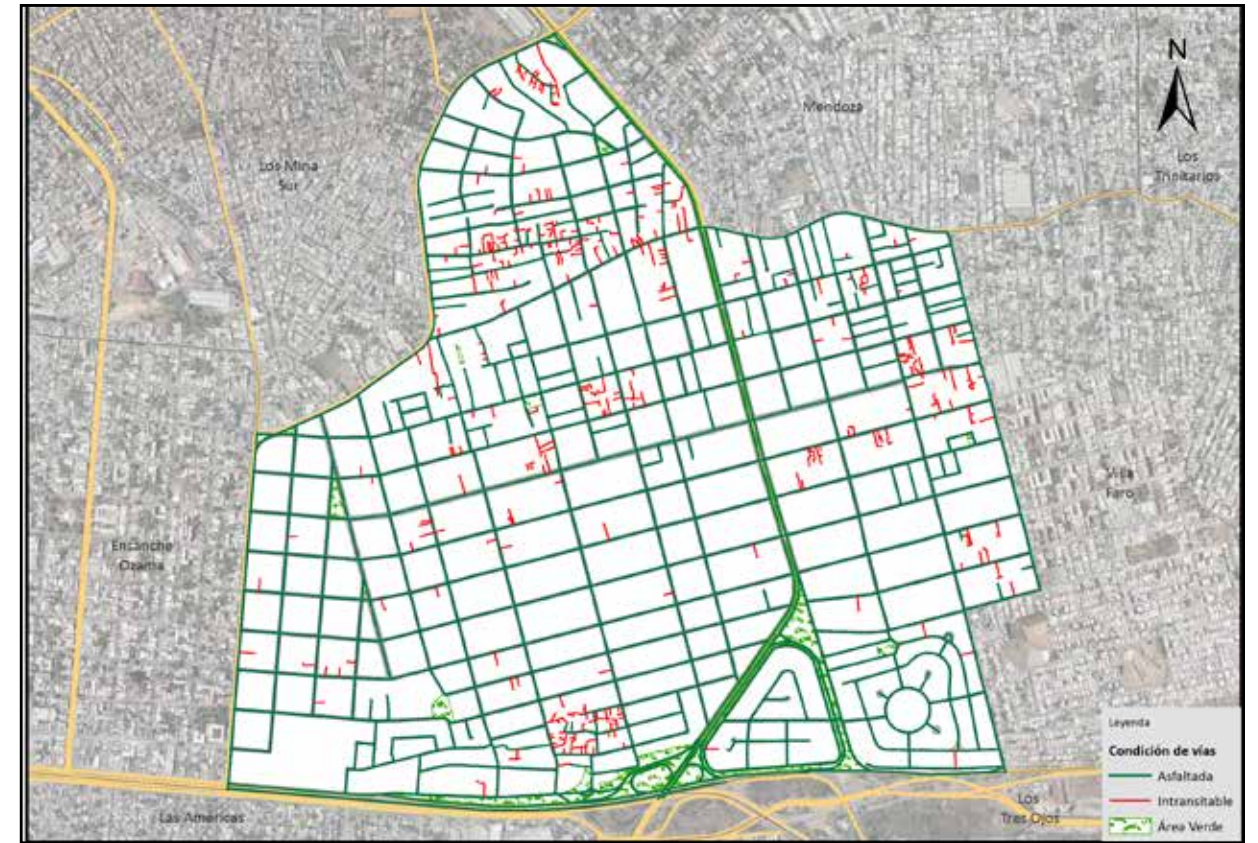 N
Mendoza
Los Mina
Sur
Los
Trinitarios
Villa
Faro
Ensanche
Ozama
Las Américas
Los
Tres Ojos
Leyenda
Condición de vías
Asfaltada
Intransitable
Área Verde